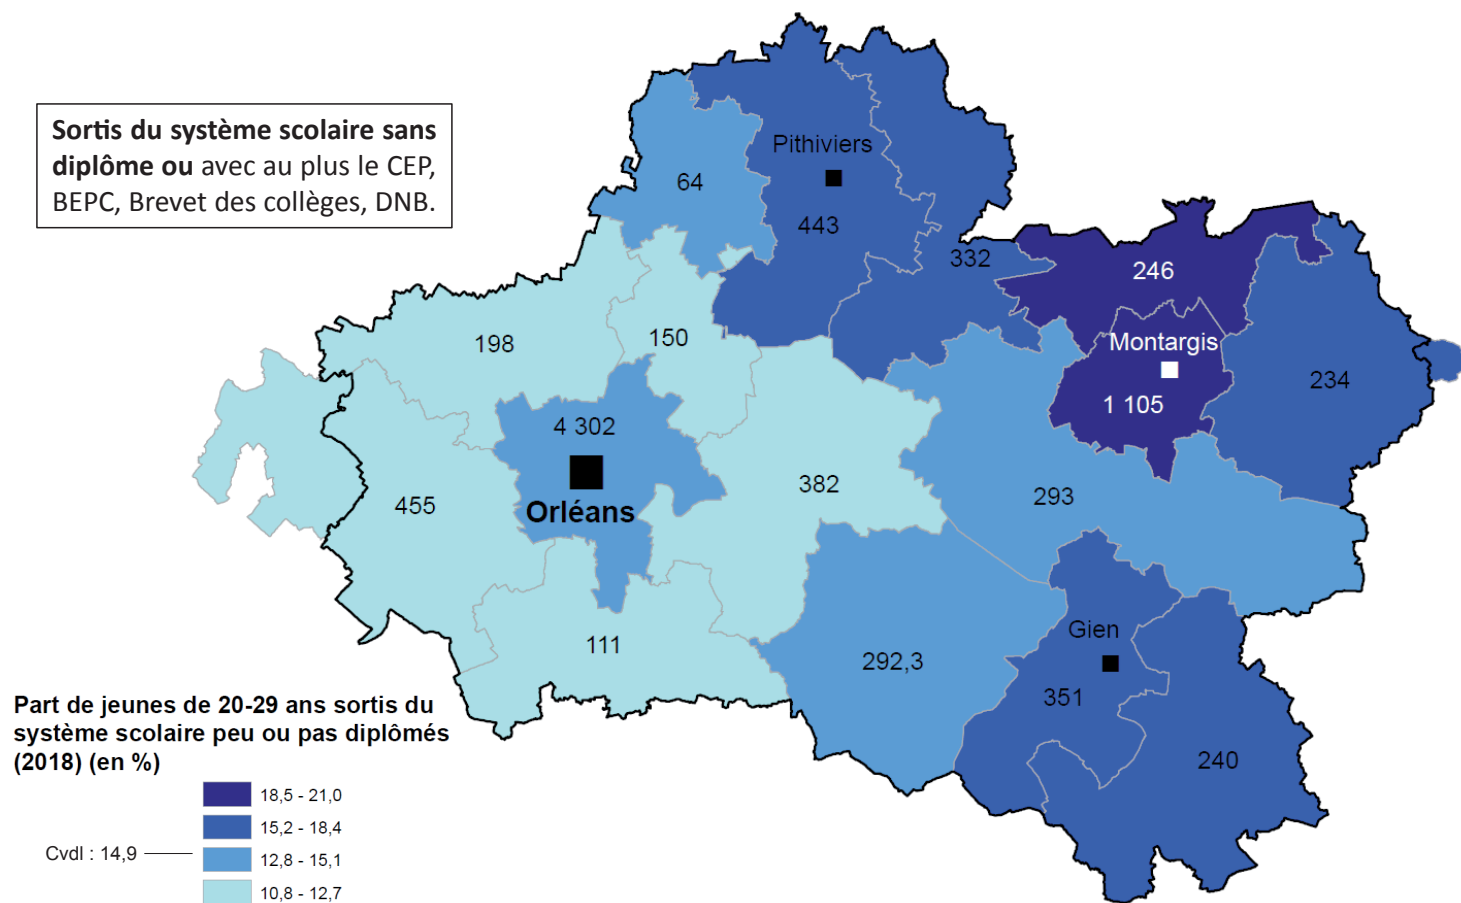 Sortis du système scolaire sans
diplôme ou avec au plus le CEP,
BEPC, Brevet des collèges, DNB.
Pithiviers
64
443
332
246
198
150
Montargis
234
1 105
4 302
382
293
455
Orléans
Gien
111
292,3
351
240
Part de jeunes de 20-29 ans sortis du
système scolaire peu ou pas diplômés
(2018) (en %)
18,5 - 21,0
15,2 - 18,4
Cvdl : 14,9
12,8 - 15,1
10,8 - 12,7